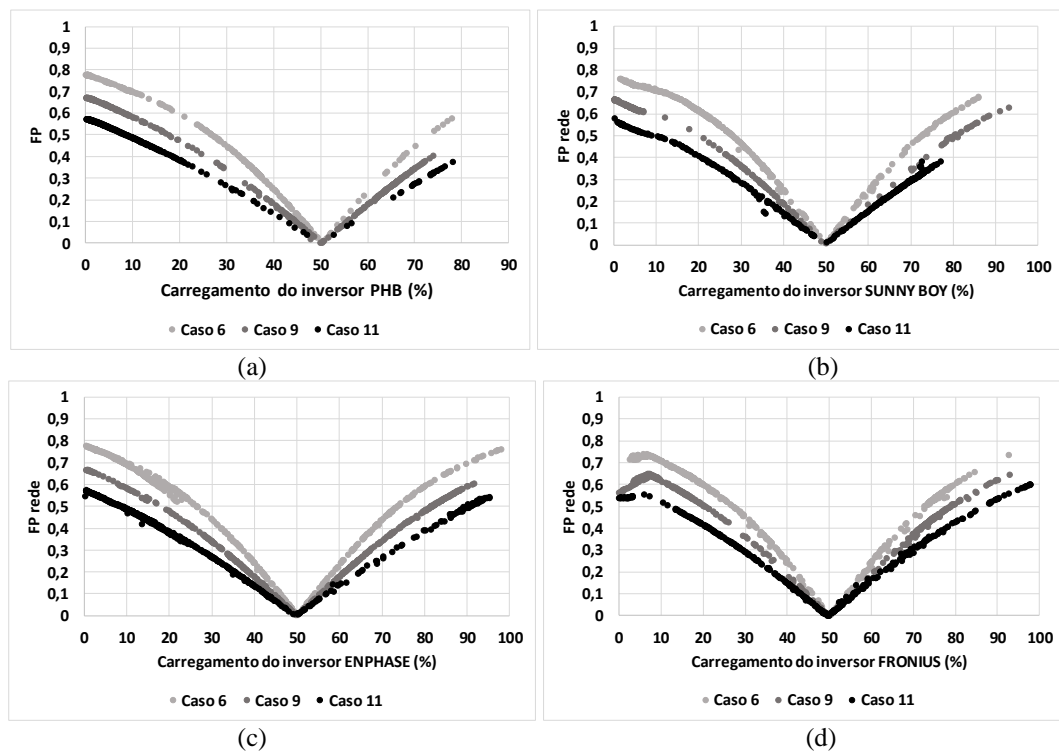 1
0,9
0,8
0,7
0,6
0,5
0,4
0,3
0,2
0,1
0
FP
0 10 20 30 40 50 60 70 80 90
Carregamento do inversor PHB (%)
Caso 6 Caso 9 Caso 11
(a)
1
0,9
0,8
0,7
0,6
0,5
0,4
0,3
0,2
0,1
0
FP rede
0 10 20 30 40 50 60 70 80 90 100
Carregamento do inversor SUNNY BOY (%)
Caso 6 Caso 9 Caso 11
(b)
1
0,9
0,8
0,7
0,6
0,5
0,4
0,3
0,2
0,1
0
FP rede
0 10 20 30 40 50 60 70 80 90 100
Carregamento do inversor ENPHASE (%)
Caso 6 Caso 9 Caso 11
(c)
1
0,9
0,8
0,7
0,6
0,5
0,4
0,3
0,2
0,1
0
FP rede
0 10 20 30 40 50 60 70 80 90 100
Carregamento do inversor FRONIUS (%)
Caso 6 Caso 9 Caso 11
(d)